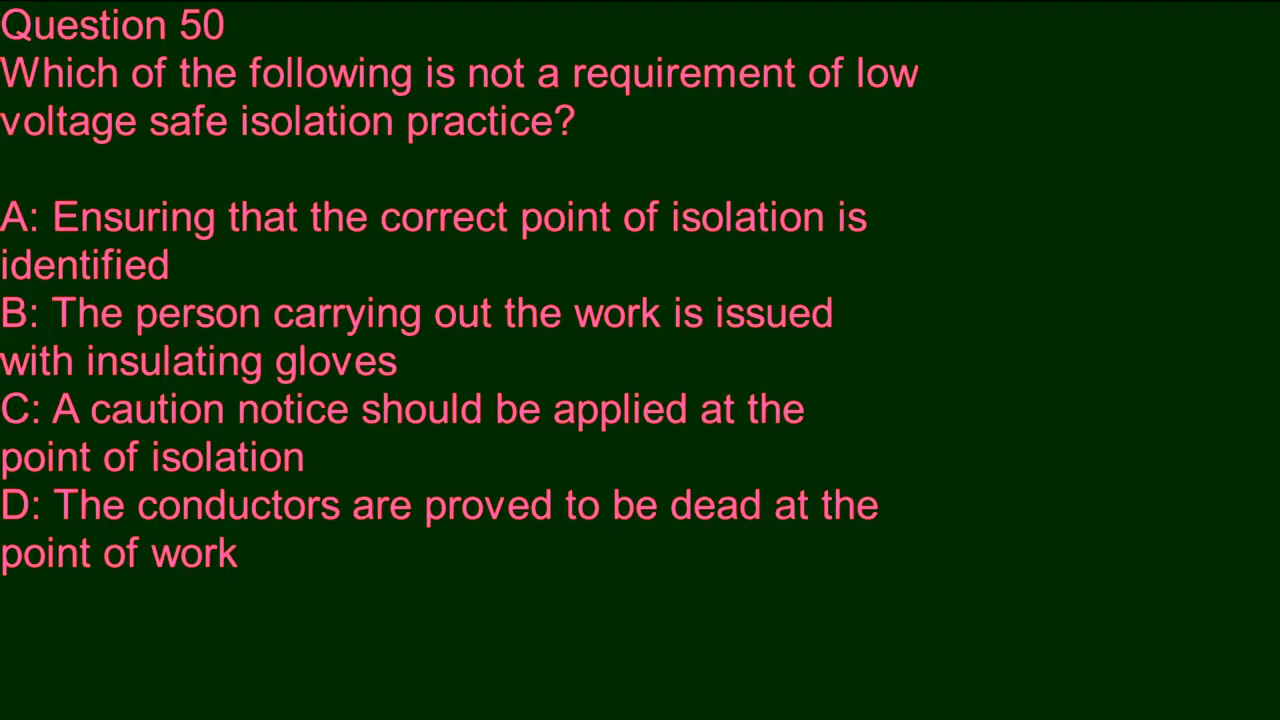 Question 50
Which of the following is not a requirement of low
voltage safe isolation practice?
A: Ensuring that the correct point of isolation is
identified
B: The person carrying out the work is issued
with insulating gloves
C: A caution notice should be applied at the
point of isolation
D: The conductors are proved to be dead at the
point of work